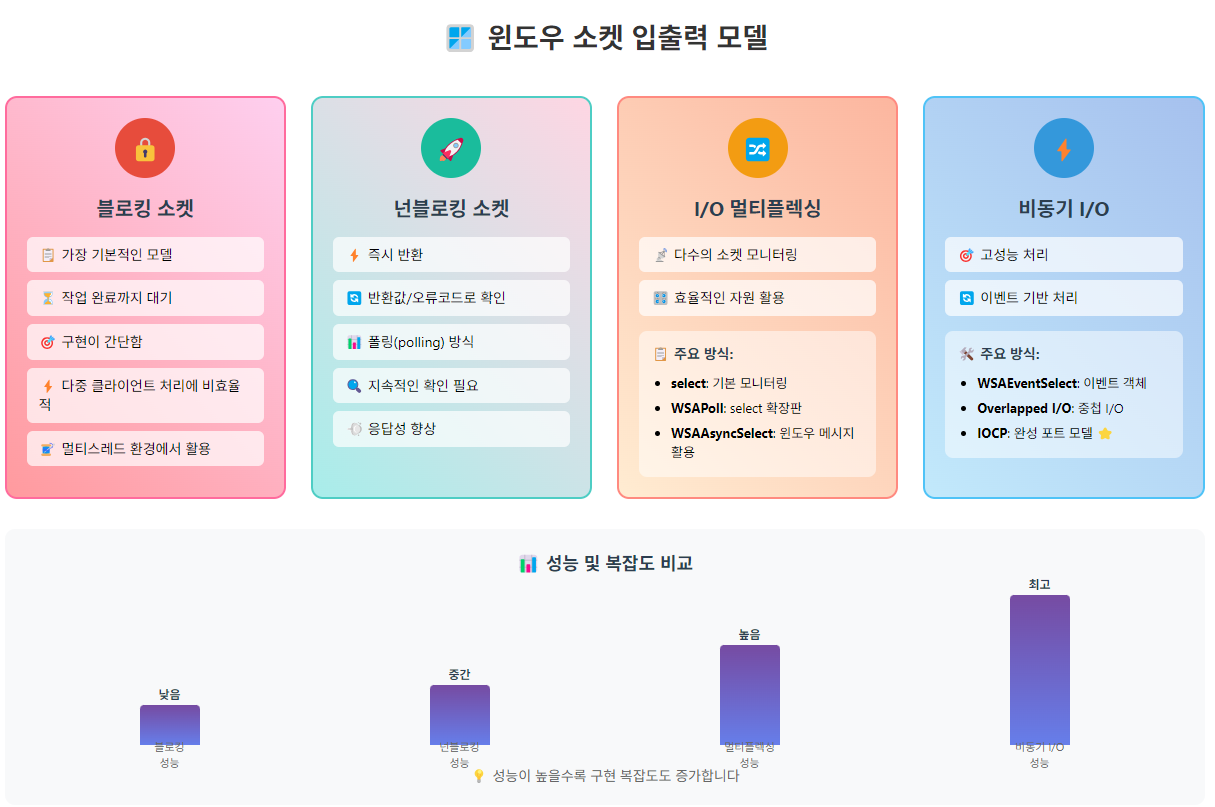 윈도우 소켓 입출력 모델
블로킹 소켓
가장 기본적인 모델
작업 완료까지 대기
구현이 간단함
다중 클라이언트 처리에 비효율
적
멀티스레드 환경에서 활용
넌블로킹 소켓
즉시 반환
반환값/오류코드로 확인
폴링(polling) 방식
지속적인 확인 필요
응답성 향상
I/O 멀티플렉싱
다수의 소켓 모니터링
효율적인 자원 활용
주요 방식:
• select: 기본 모니터링
• WSAPoll: select 확장판
• WSAAsyncSelect: 윈도우 메시지
활용
비동기 I/O
고성능 처리
이벤트 기반 처리
주요 방식:
• WSAEventSelect: 이벤트 객체
• Overlapped I/O: 중첩 I/O
• IOCP: 완성 포트 모델
성능 및 복잡도 비교
낮음
중간
높음
최고
블로킹
성능
넌블로킹
성능
멀티플렉싱
성능
비동기 I/O
성능
성능이 높을수록 구현 복잡도도 증가합니다